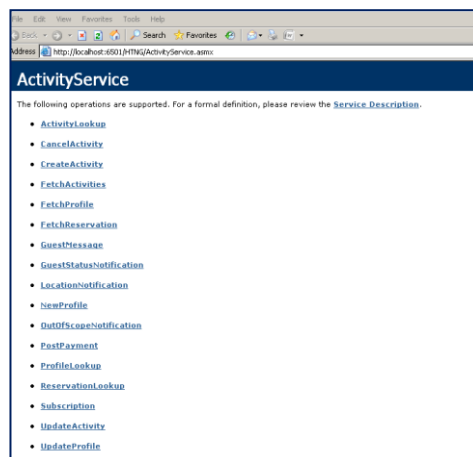 File Edit View Favorites Tools Help
Back Search Favorites
Address http://localhost:6501/HTNG/ActivityService.asmx
ActivityService
The following operations are supported. For a formal definition, please review the Service Description.
• ActivityLookup
• CancelActivity
• CreateActivity
• FetchActivities
• FetchProfile
• FetchReservation
• GuestMessage
• GuestStatusNotification
• LocationNotification
• NewProfile
• OutOfScopeNotification
• PostPayment
• ProfileLookup
• ReservationLookup
• Subscription
• UpdateActivity
• UpdateProfile